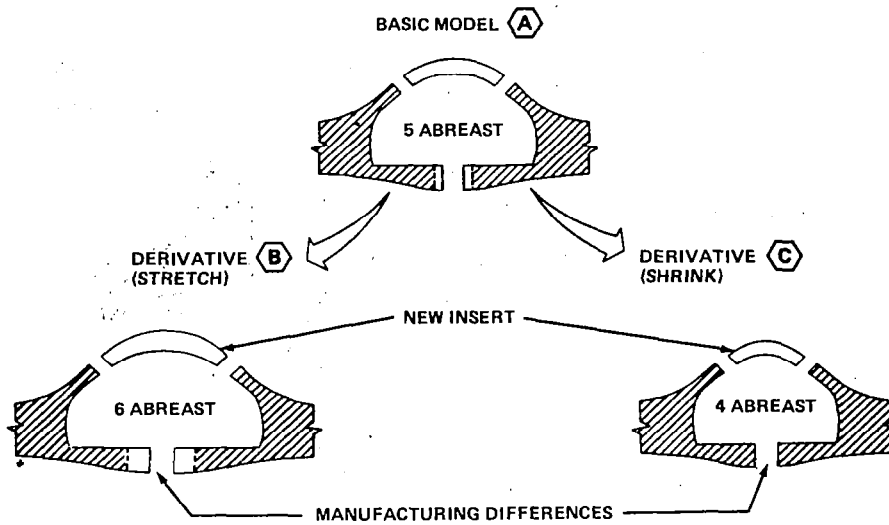 BASIC MODEL A
5 ABREAST
DERIVATIVE B
(STRETCH)
DERIVATIVE C
(SHRINK)
NEW INSERT
6 ABREAST
4 ABREAST
MANUFACTURING DIFFERENCES